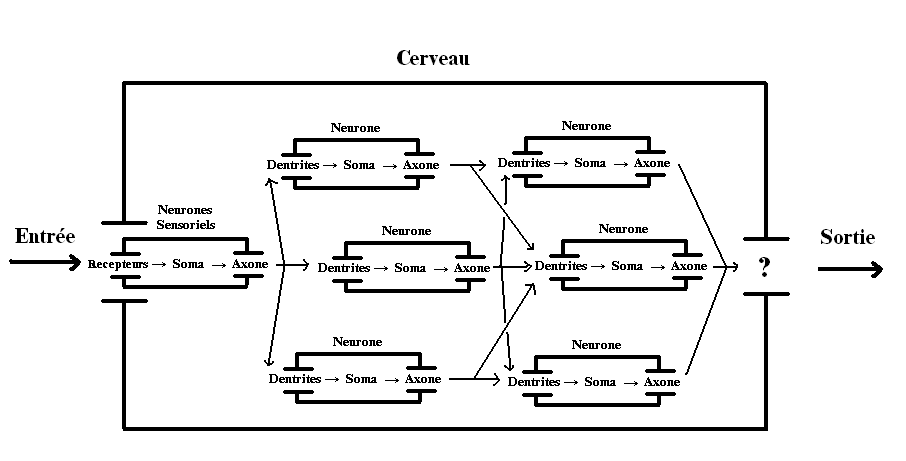 Cerveau
Neurone
Dentrites → Soma → Axone
Neurone
Dentrites → Soma → Axone
Neurones
Sensoriels
Entrée
Recepteurs → Soma → Axone
Neurone
Dentrites → Soma → Axone
Neurone
Dentrites → Soma → Axone
?
Sortie
Neurone
Dentrites → Soma → Axone
Neurone
Dentrites → Soma → Axone